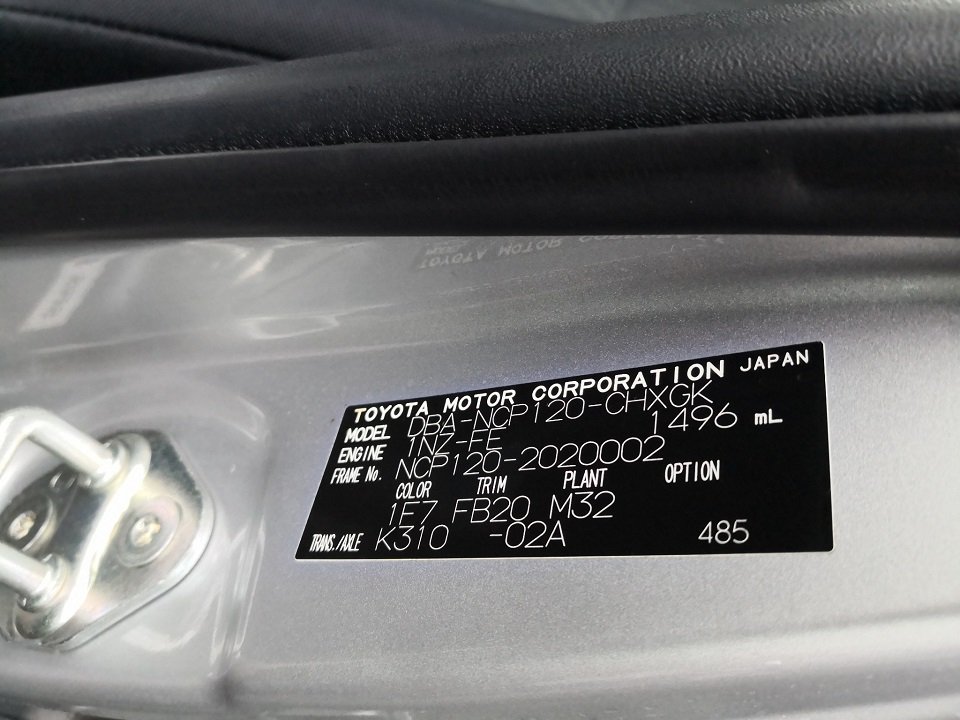 TOYOTA MOTOR CORPORATION JAPAN
MODEL DBA-NCP120-CHXGK
ENGINE 1NZ-FE 1496 mL
FRAME No. NCP120-2020002
COLOR TRIM PLANT OPTION
1E7 FB20 M32
TRANS./AXLE K310 -02A 485